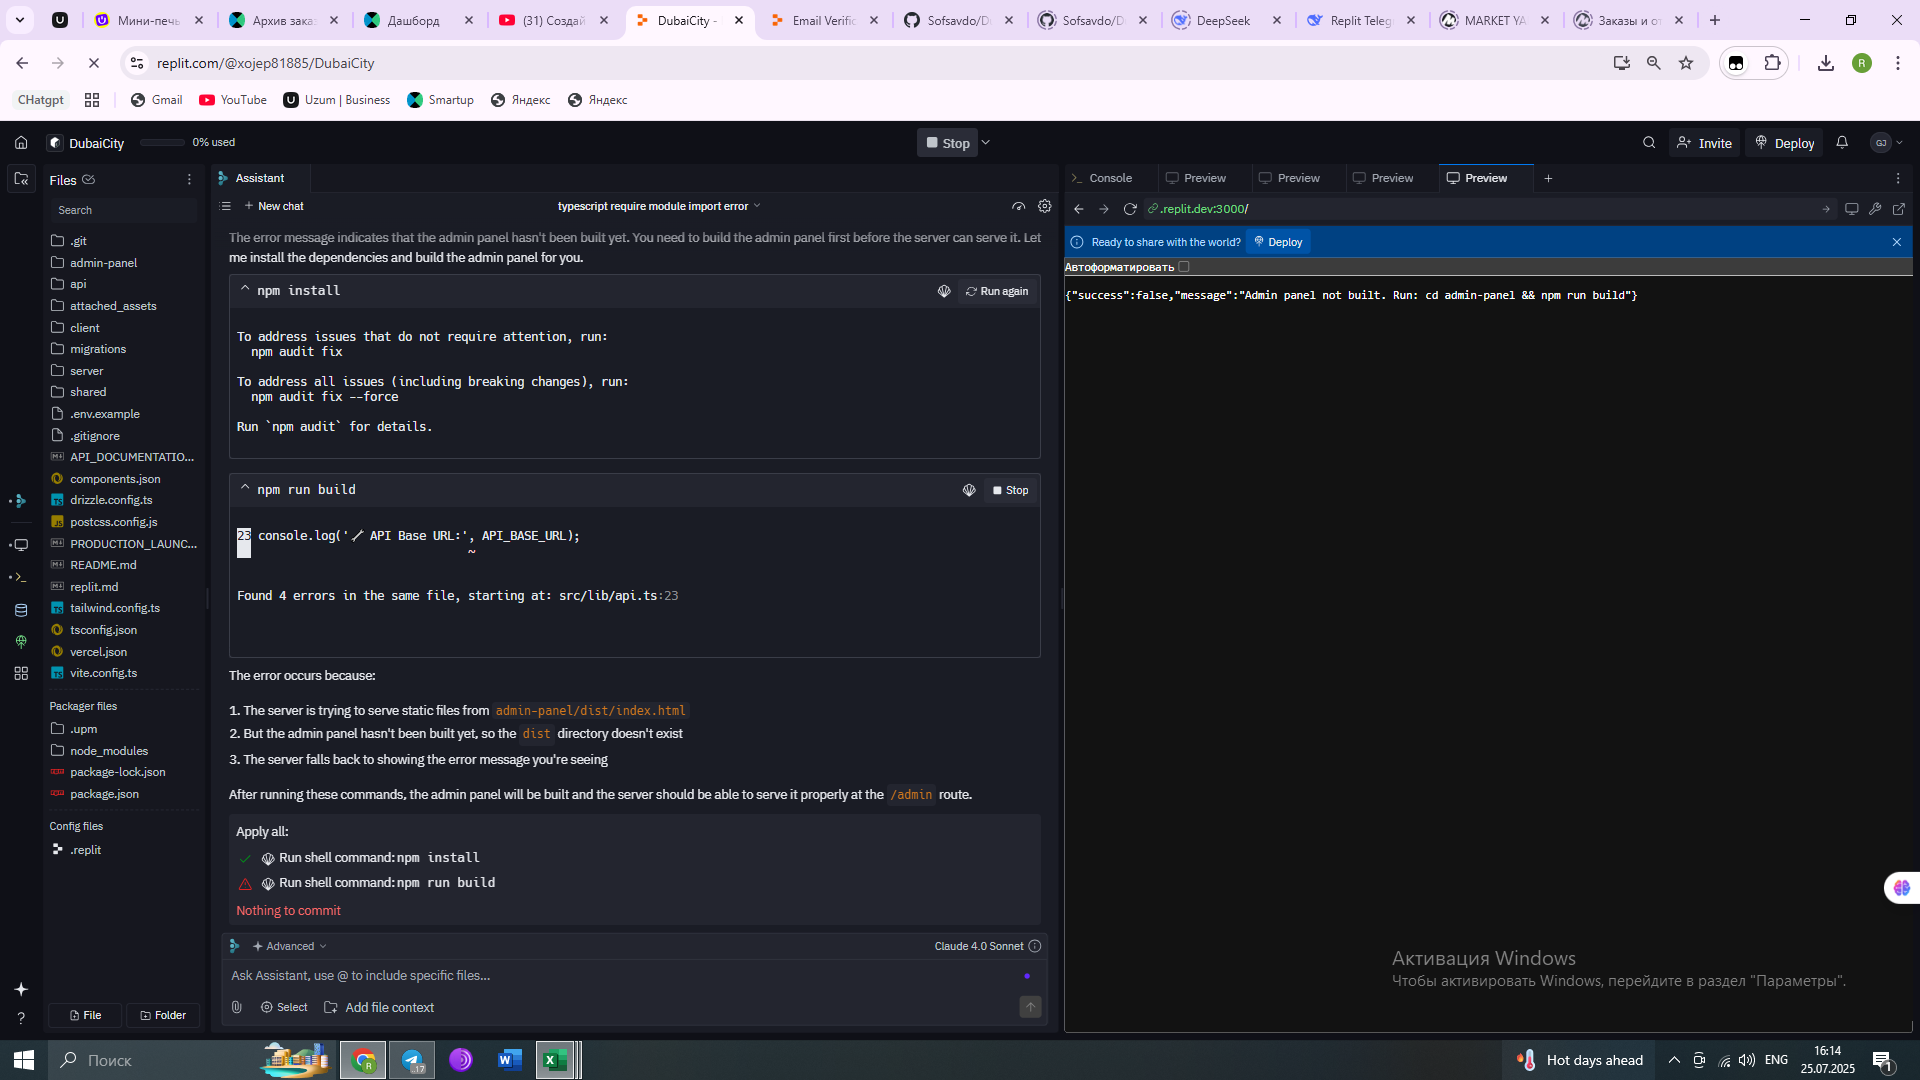 Мини-печь
Архив зака
Дашборд
(31) Создай
DubaiCity -
Email Verific
Sofsavdo/D
Sofsavdo/D
DeepSeek
Replit Teleg
MARKET YA
Заказы и от
replit.com/@xojep81885/DubaiCity
R
CHatgpt
Gmail
YouTube
Uzum | Business
Smartup
Яндекс
Яндекс
DubaiCity
0% used
Stop
Invite
Deploy
GJ
Files
Search
.git
admin-panel
api
attached_assets
client
migrations
server
shared
.env.example
.gitignore
API_DOCUMENTATIO...
components.json
drizzle.config.ts
postcss.config.js
PRODUCTION_LAUNC...
README.md
replit.md
tailwind.config.ts
tsconfig.json
vercel.json
vite.config.ts
Packager files
.upm
node_modules
package-lock.json
package.json
Config files
.replit
File
Folder
Assistant
New chat
typescript require module import error
The error message indicates that the admin panel hasn't been built yet. You need to build the admin panel first before the server can serve it. Let
me install the dependencies and build the admin panel for you.
npm install
Run again
To address issues that do not require attention, run:
npm audit fix
To address all issues (including breaking changes), run:
npm audit fix --force
Run `npm audit` for details.
npm run build
Stop
23 console.log('🔧 API Base URL:', API_BASE_URL);
~
Found 4 errors in the same file, starting at: src/lib/api.ts:23
The error occurs because:
1. The server is trying to serve static files from admin-panel/dist/index.html
2. But the admin panel hasn't been built yet, so the dist directory doesn't exist
3. The server falls back to showing the error message you're seeing
After running these commands, the admin panel will be built and the server should be able to serve it properly at the /admin route.
Apply all:
Run shell command: npm install
Run shell command: npm run build
Nothing to commit
Advanced
Claude 4.0 Sonnet
Ask Assistant, use @ to include specific files...
Select
Add file context
Console
Preview
Preview
Preview
Preview
.replit.dev:3000/
Ready to share with the world?
Deploy
Автоформатировать
{"success":false,"message":"Admin panel not built. Run: cd admin-panel && npm run build"}
Активация Windows
Чтобы активировать Windows, перейдите в раздел "Параметры".
Поиск
Hot days ahead
ENG
16:14
25.07.2025